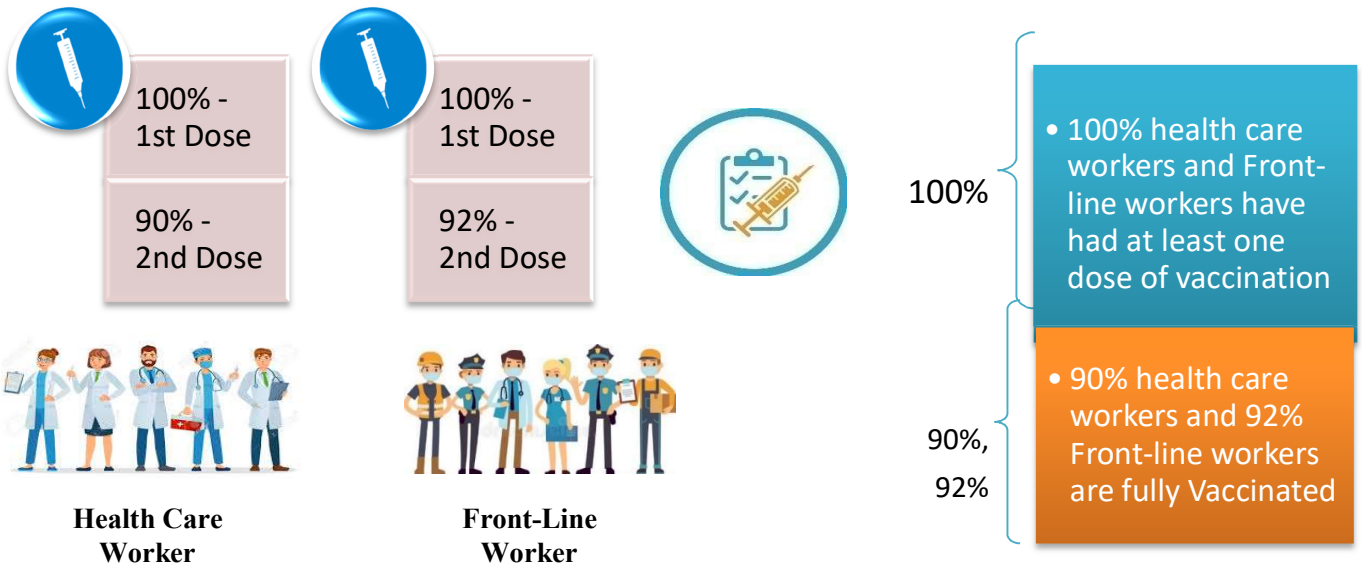 100% -
1st Dose
90% -
2nd Dose
Health Care
Worker
100% -
1st Dose
92% -
2nd Dose
Front-Line
Worker
100%
• 100% health care
workers and Front-
line workers have
had at least one
dose of vaccination
90%,
92%
• 90% health care
workers and 92%
Front-line workers
are fully Vaccinated